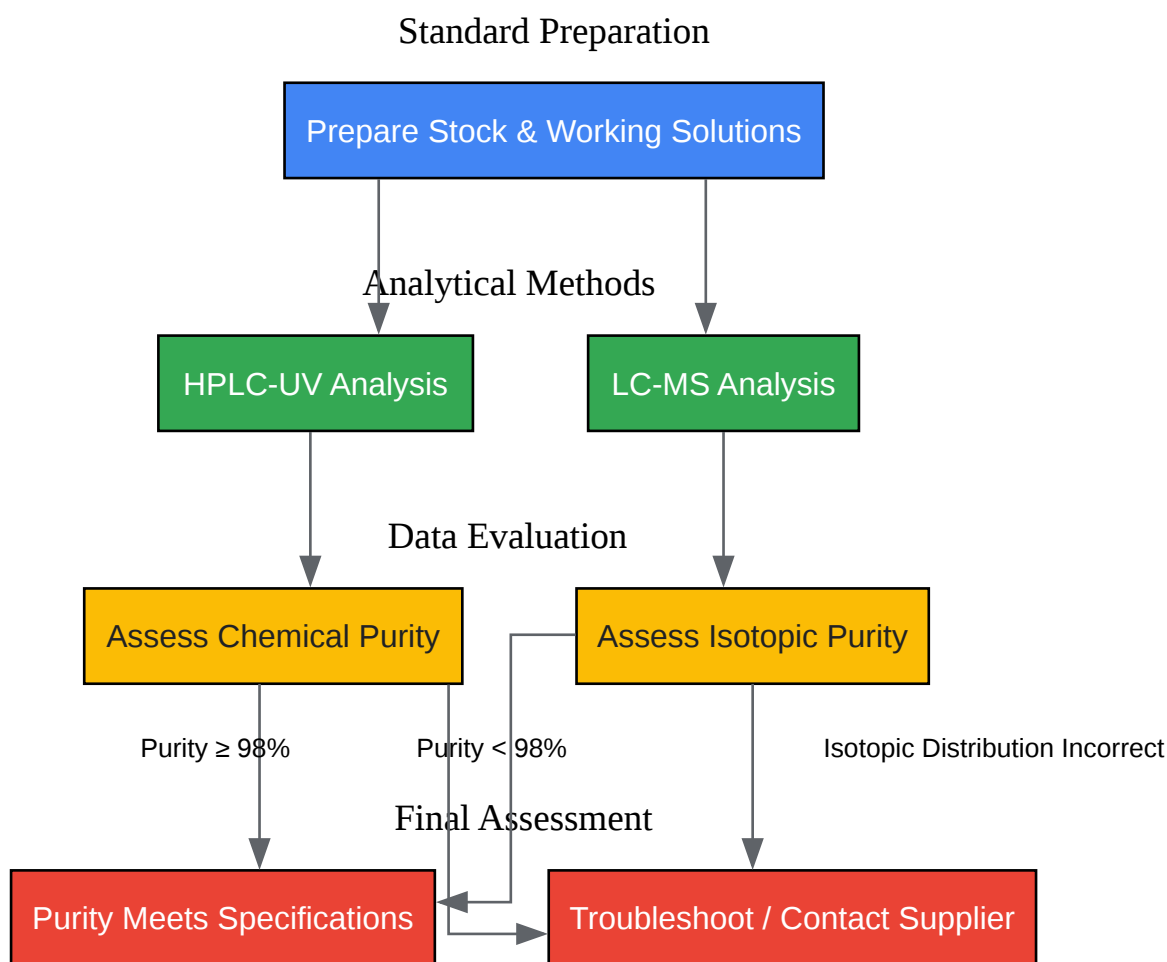 Standard Preparation
Prepare Stock & Working Solutions
Analytical Methods
HPLC-UV Analysis
LC-MS Analysis
Data Evaluation
Assess Chemical Purity
Assess Isotopic Purity
Purity ≥ 98%
Purity < 98%
Isotopic Distribution Incorrect
Final Assessment
Purity Meets Specifications
Troubleshoot / Contact Supplier